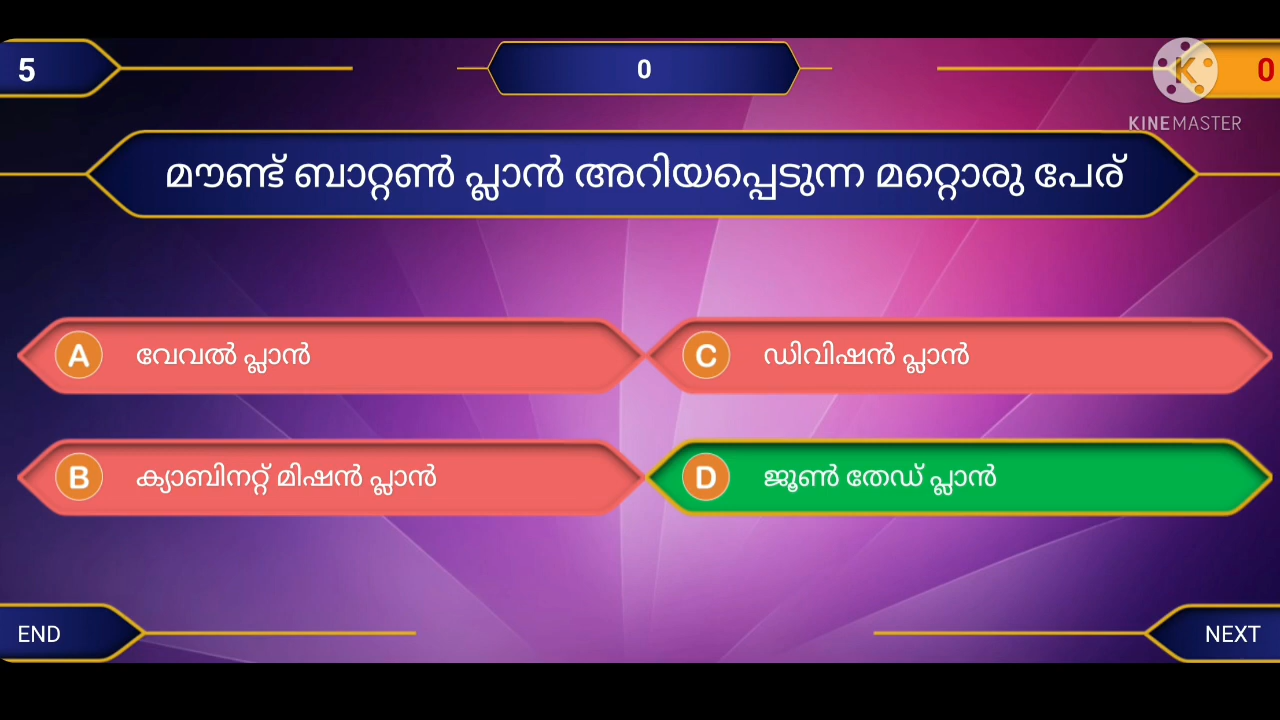 5
0
0
KINEMASTER
മൗണ്ട് ബാറ്റൺ പ്ലാൻ അറിയപ്പെടുന്ന മറ്റൊരു പേര്
A വേവൽ പ്ലാൻ
C ഡിവിഷൻ പ്ലാൻ
B ക്യാബിനറ്റ് മിഷൻ പ്ലാൻ
D ജൂൺ തേഡ് പ്ലാൻ
END
NEXT